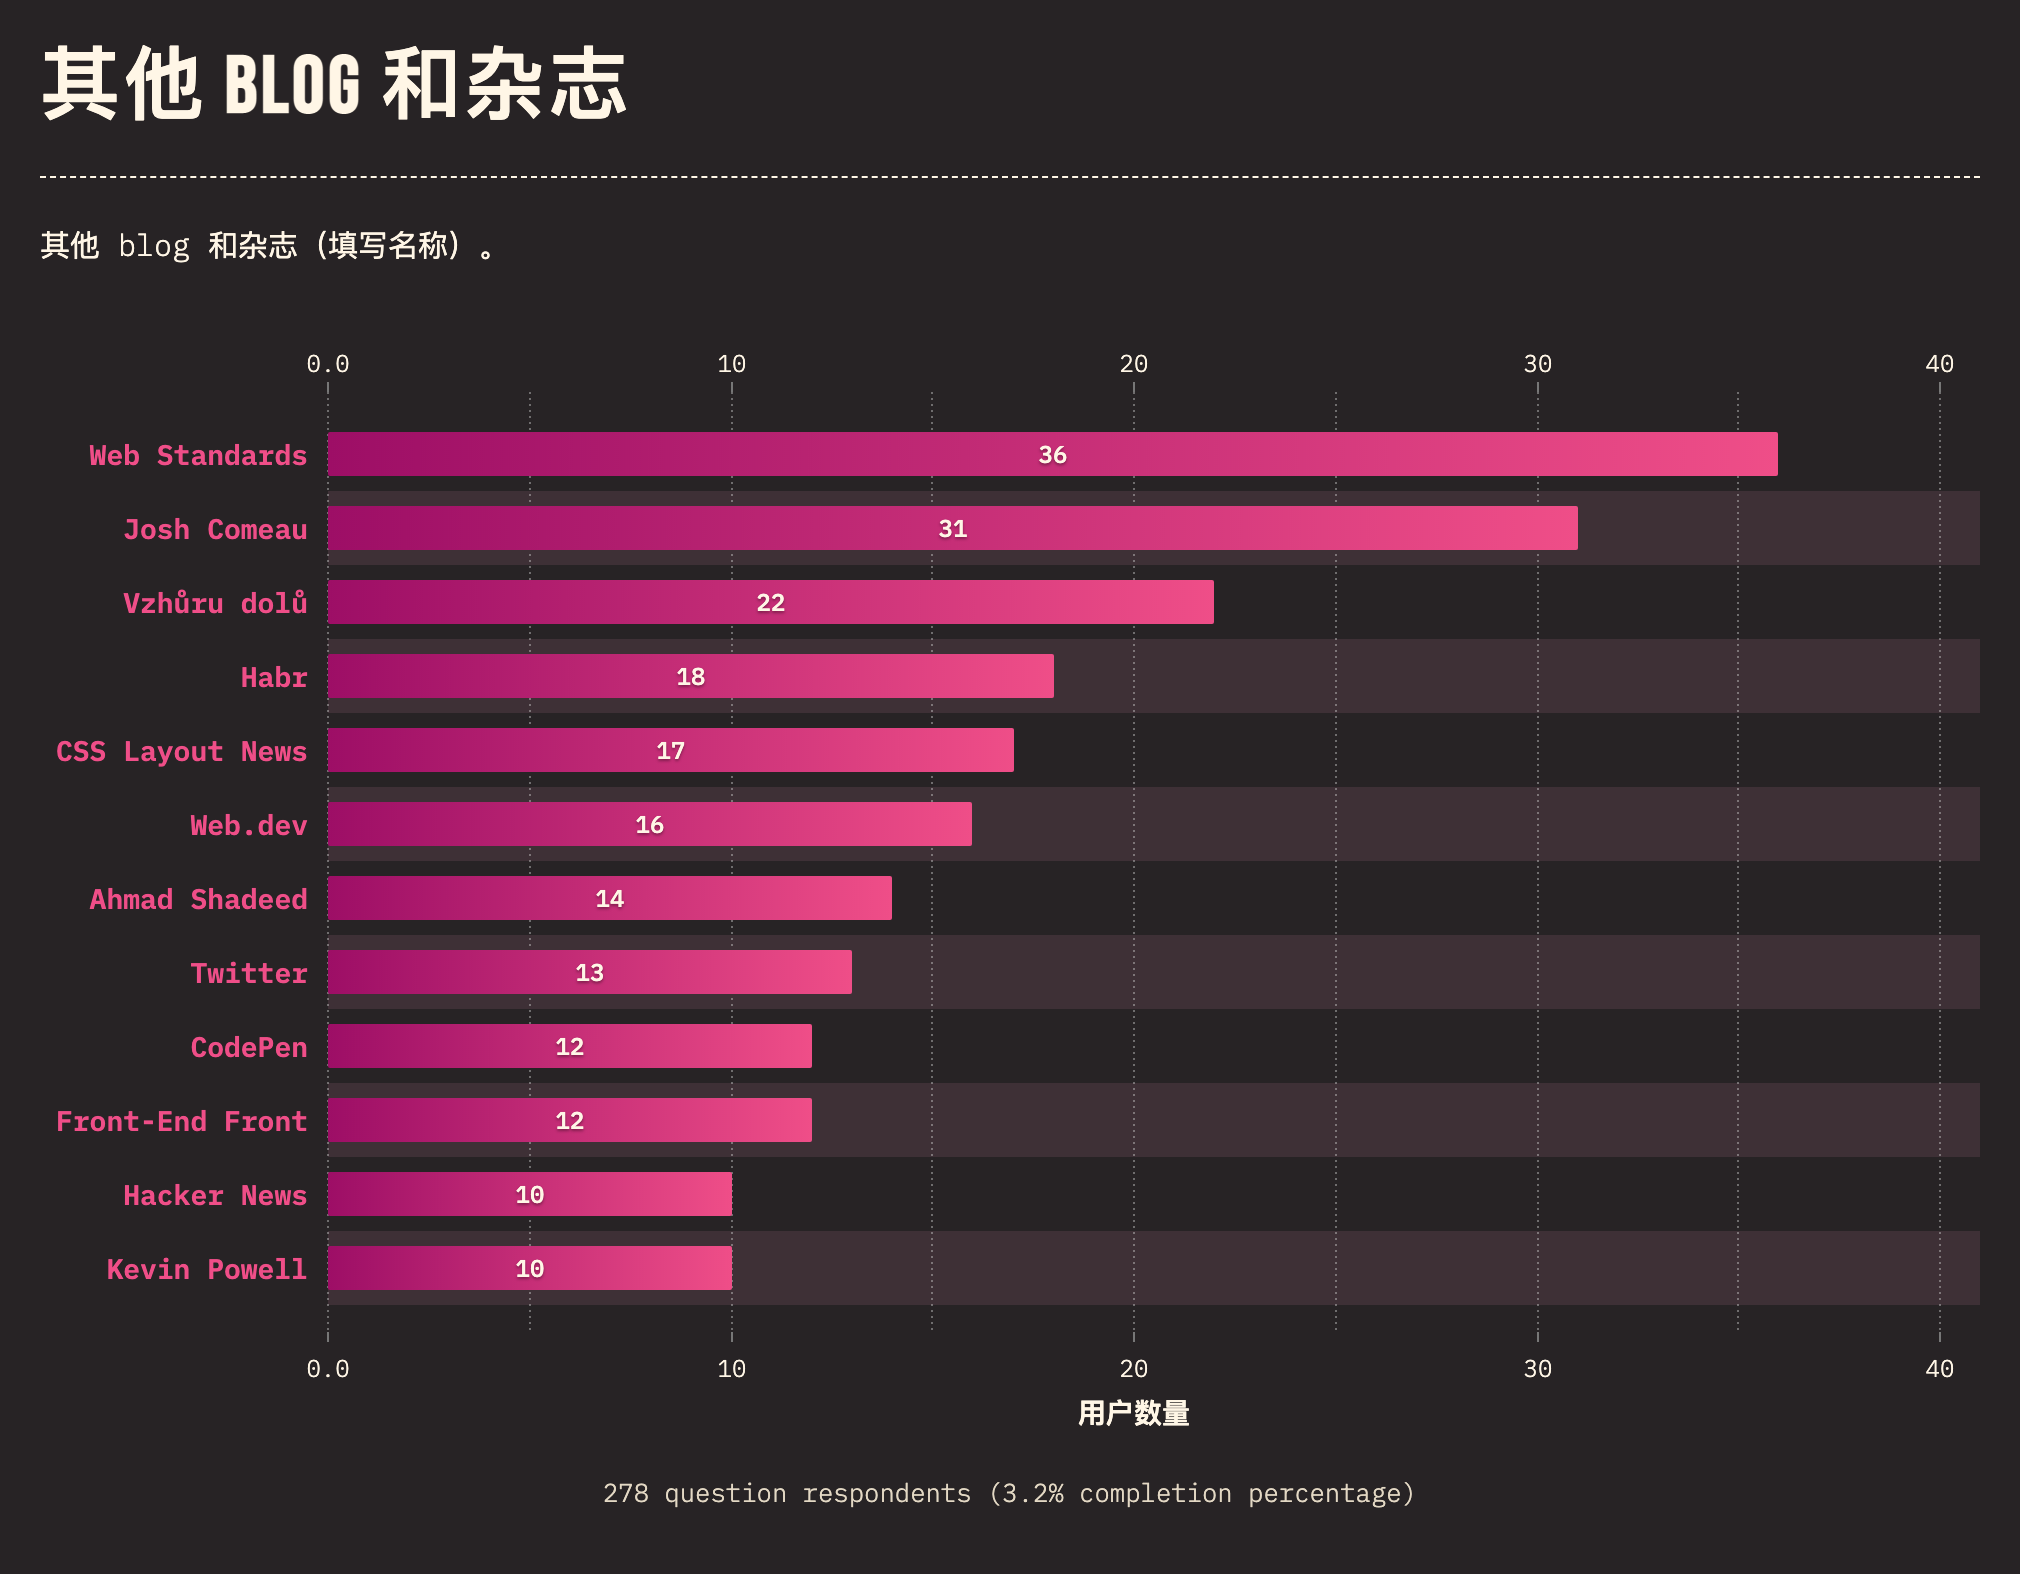 其他 BLOG 和杂志
其他 blog 和杂志（填写名称）。
0.0 10 20 30 40
Web Standards 36
Josh Comeau 31
Vzhůru dolů 22
Habr 18
CSS Layout News 17
Web.dev 16
Ahmad Shadeed 14
Twitter 13
CodePen 12
Front-End Front 12
Hacker News 10
Kevin Powell 10
0.0 10 20 30 40
用户数量
278 question respondents (3.2% completion percentage)